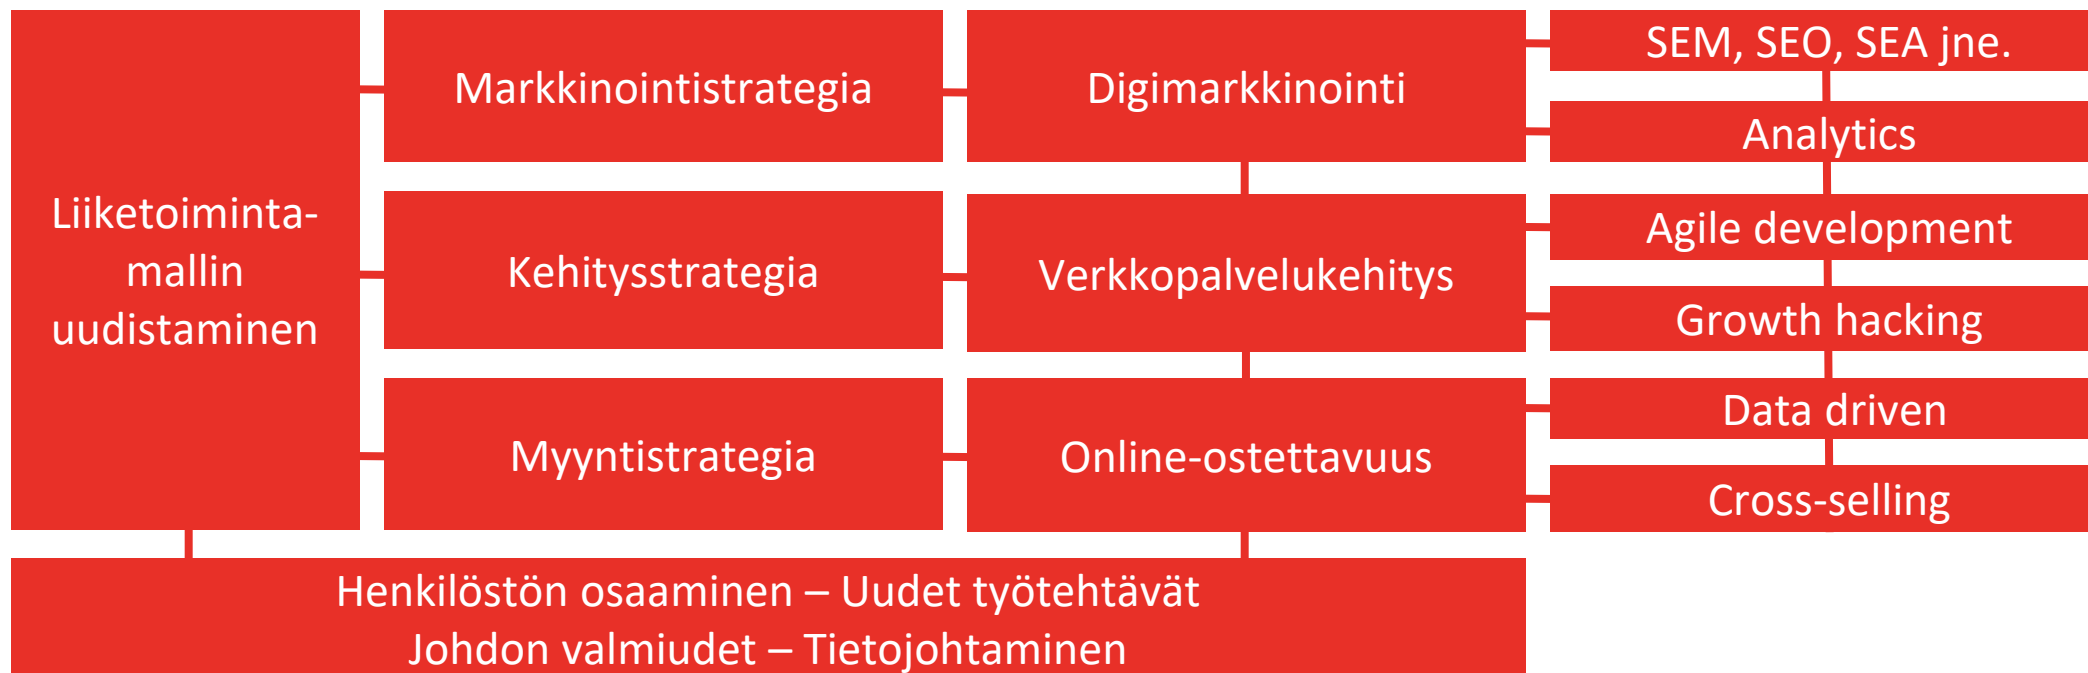 Liiketoiminta-
mallin
uudistaminen
Markkinointistrategia
Kehitysstrategia
Myyntistrategia
Digimarkkinointi
Verkkopalvelukehitys
Online-ostettavuus
SEM, SEO, SEA jne.
Analytics
Agile development
Growth hacking
Data driven
Cross-selling
Henkilöstön osaaminen – Uudet työtehtävät
Johdon valmiudet – Tietojohtaminen